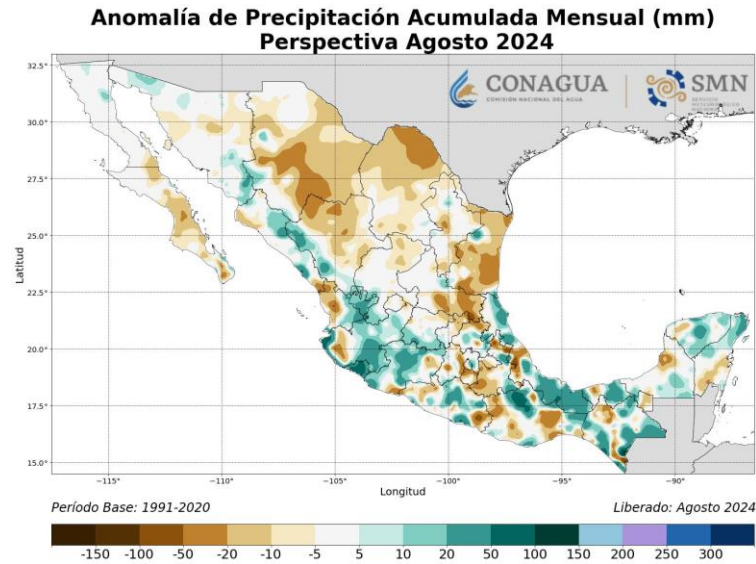 Anomalía de Precipitación Acumulada Mensual (mm)
Perspectiva Agosto 2024
CONAGUA
COMISIÓN NACIONAL DEL AGUA
SMN
SERVICIO
METEOROLÓGICO
NACIONAL
32.5°
30.0°
27.5°
25.0°
22.5°
20.0°
17.5°
15.0°
Latitud
−115° −110° −105° −100° −95° −90°
Longitud
Período Base: 1991-2020 Liberado: Agosto 2024
-150 -100 -50 -20 -10 -5 5 10 20 50 100 150 200 250 300